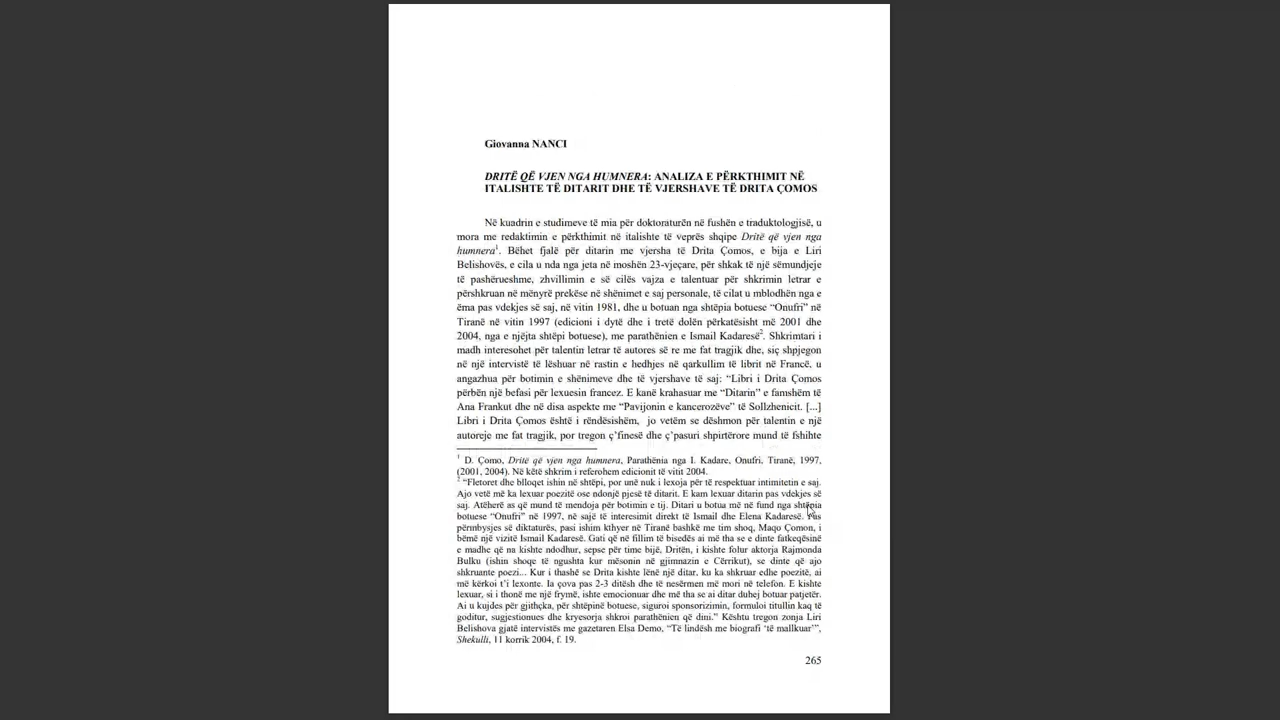 Giovanna NANCI
DRITË QË VJEN NGA HUMNERA: ANALIZA E PËRKTHIMIT NË
ITALISHTE TË DITARIT DHE TË VJERSHAVE TË DRITA ÇOMOS
Në kuadrin e studimeve të mia për doktoraturën në fushën e traduktologjisë, u
mora me redaktimin e përkthimit në italishte të veprës shqipe Dritë që vjen nga
humnera1. Bëhet fjalë për ditarin me vjersha të Drita Çomos, e bija e Liri
Belishovës, e cila u nda nga jeta në moshën 23-vjeçare, për shkak të një sëmundjeje
të pashërueshme, zhvillimin e së cilës vajza e talentuar për shkrimin letrar e
përshkruan në mënyrë prekëse në shënimet e saj personale, të cilat u mblodhën nga e
ëma pas vdekjes së saj, në vitin 1981, dhe u botuan nga shtëpia botuese “Onufri” në
Tiranë në vitin 1997 (edicioni i dytë dhe i tretë dolën përkatësisht më 2001 dhe
2004, nga e njëjta shtëpi botuese), me parathënien e Ismail Kadaresë2. Shkrimtari i
madh interesohet për talentin letrar të autores së re me fat tragjik dhe, siç shpjegon
në një intervistë të lëshuar në rastin e hedhjes në qarkullim të librit në Francë, u
angazhua për botimin e shënimeve dhe të vjershave të saj: “Libri i Drita Çomos
përbën një befasi për lexuesin francez. E kanë krahasuar me “Ditarin” e famshëm të
Ana Frankut dhe në disa aspekte me “Pavijonin e kancerozëve” të Sollzhenicit. [...]
Libri i Drita Çomos është i rëndësishëm, jo vetëm se dëshmon për talentin e një
autoreje me fat tragjik, por tregon ç’finesë dhe ç’pasuri shpirtërore mund të fshihte
1 D. Çomo, Dritë që vjen nga humnera, Parathënia nga I. Kadare, Onufri, Tiranë, 1997,
(2001, 2004). Në këtë shkrim i referohem edicionit të vitit 2004.
2 “Fletoret dhe blloqet ishin në shtëpi, por unë nuk i lexoja për të respektuar intimitetin e saj.
Ajo vetë më ka lexuar poezitë ose ndonjë pjesë të ditarit. E kam lexuar ditarin pas vdekjes së
saj. Atëherë as që mund të mendoja për botimin e tij. Ditari u botua më në fund nga shtëpia
botuese “Onufri” në 1997, në sajë të interesimit direkt të Ismail dhe Elena Kadaresë. Pas
përmbysjes së diktaturës, pasi ishim kthyer në Tiranë bashkë me tim shoq, Maqo Çomon, i
bëmë një vizitë Ismail Kadaresë. Gati që në fillim të bisedës ai më tha se e dinte fatkeqësinë
e madhe që na kishte ndodhur, sepse për time bijë, Dritën, i kishte folur aktorja Rajmonda
Bulku (ishin shoqe të ngushta kur mësonin në gjimnazin e Cërrikut), se dinte që ajo
shkruante poezi... Kur i thashë se Drita kishte lënë një ditar, ku ka shkruar edhe poezitë, ai
më kërkoi t’i lexonte. Ia çova pas 2-3 ditësh dhe të nesërmen më mori në telefon. E kishte
lexuar, si i thonë me një frymë, ishte emocionuar dhe më tha se ai ditar duhej botuar patjetër.
Ai u kujdes për gjithçka, për shtëpinë botuese, siguroi sponsorizimin, formuloi titullin kaq të
goditur, sugjestionues dhe kryesorja shkroi parathënien që dini.” Kështu tregon zonja Liri
Belishova gjatë intervistës me gazetaren Elsa Demo, “Të lindësh me biografi ‘të mallkuar’”,
Shekulli, 11 korrik 2004, f. 19.
265